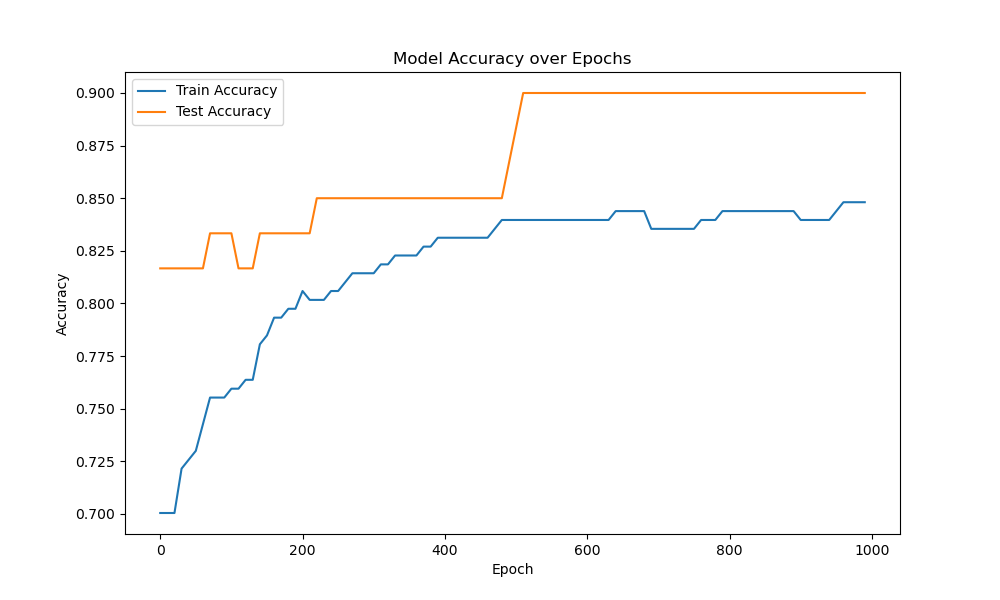 Model Accuracy over Epochs
Train Accuracy
Test Accuracy
0.900
0.875
0.850
0.825
0.800
0.775
0.750
0.725
0.700
Accuracy
0 200 400 600 800 1000
Epoch